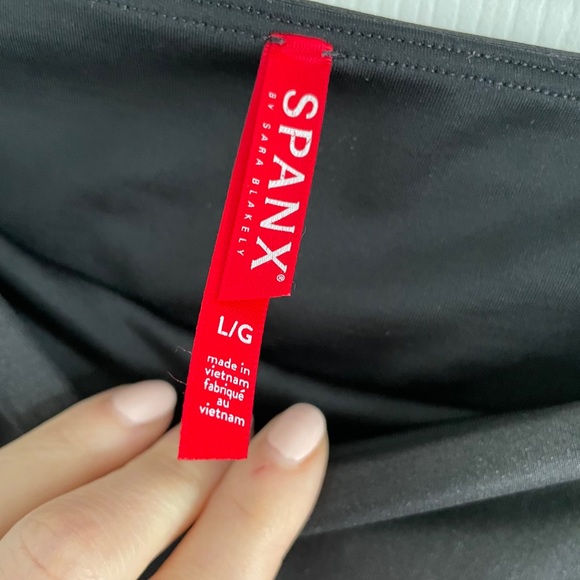 SPANX®
BY SARA BLAKELY
L/G
made in
vietnam
fabriqué
au
vietnam